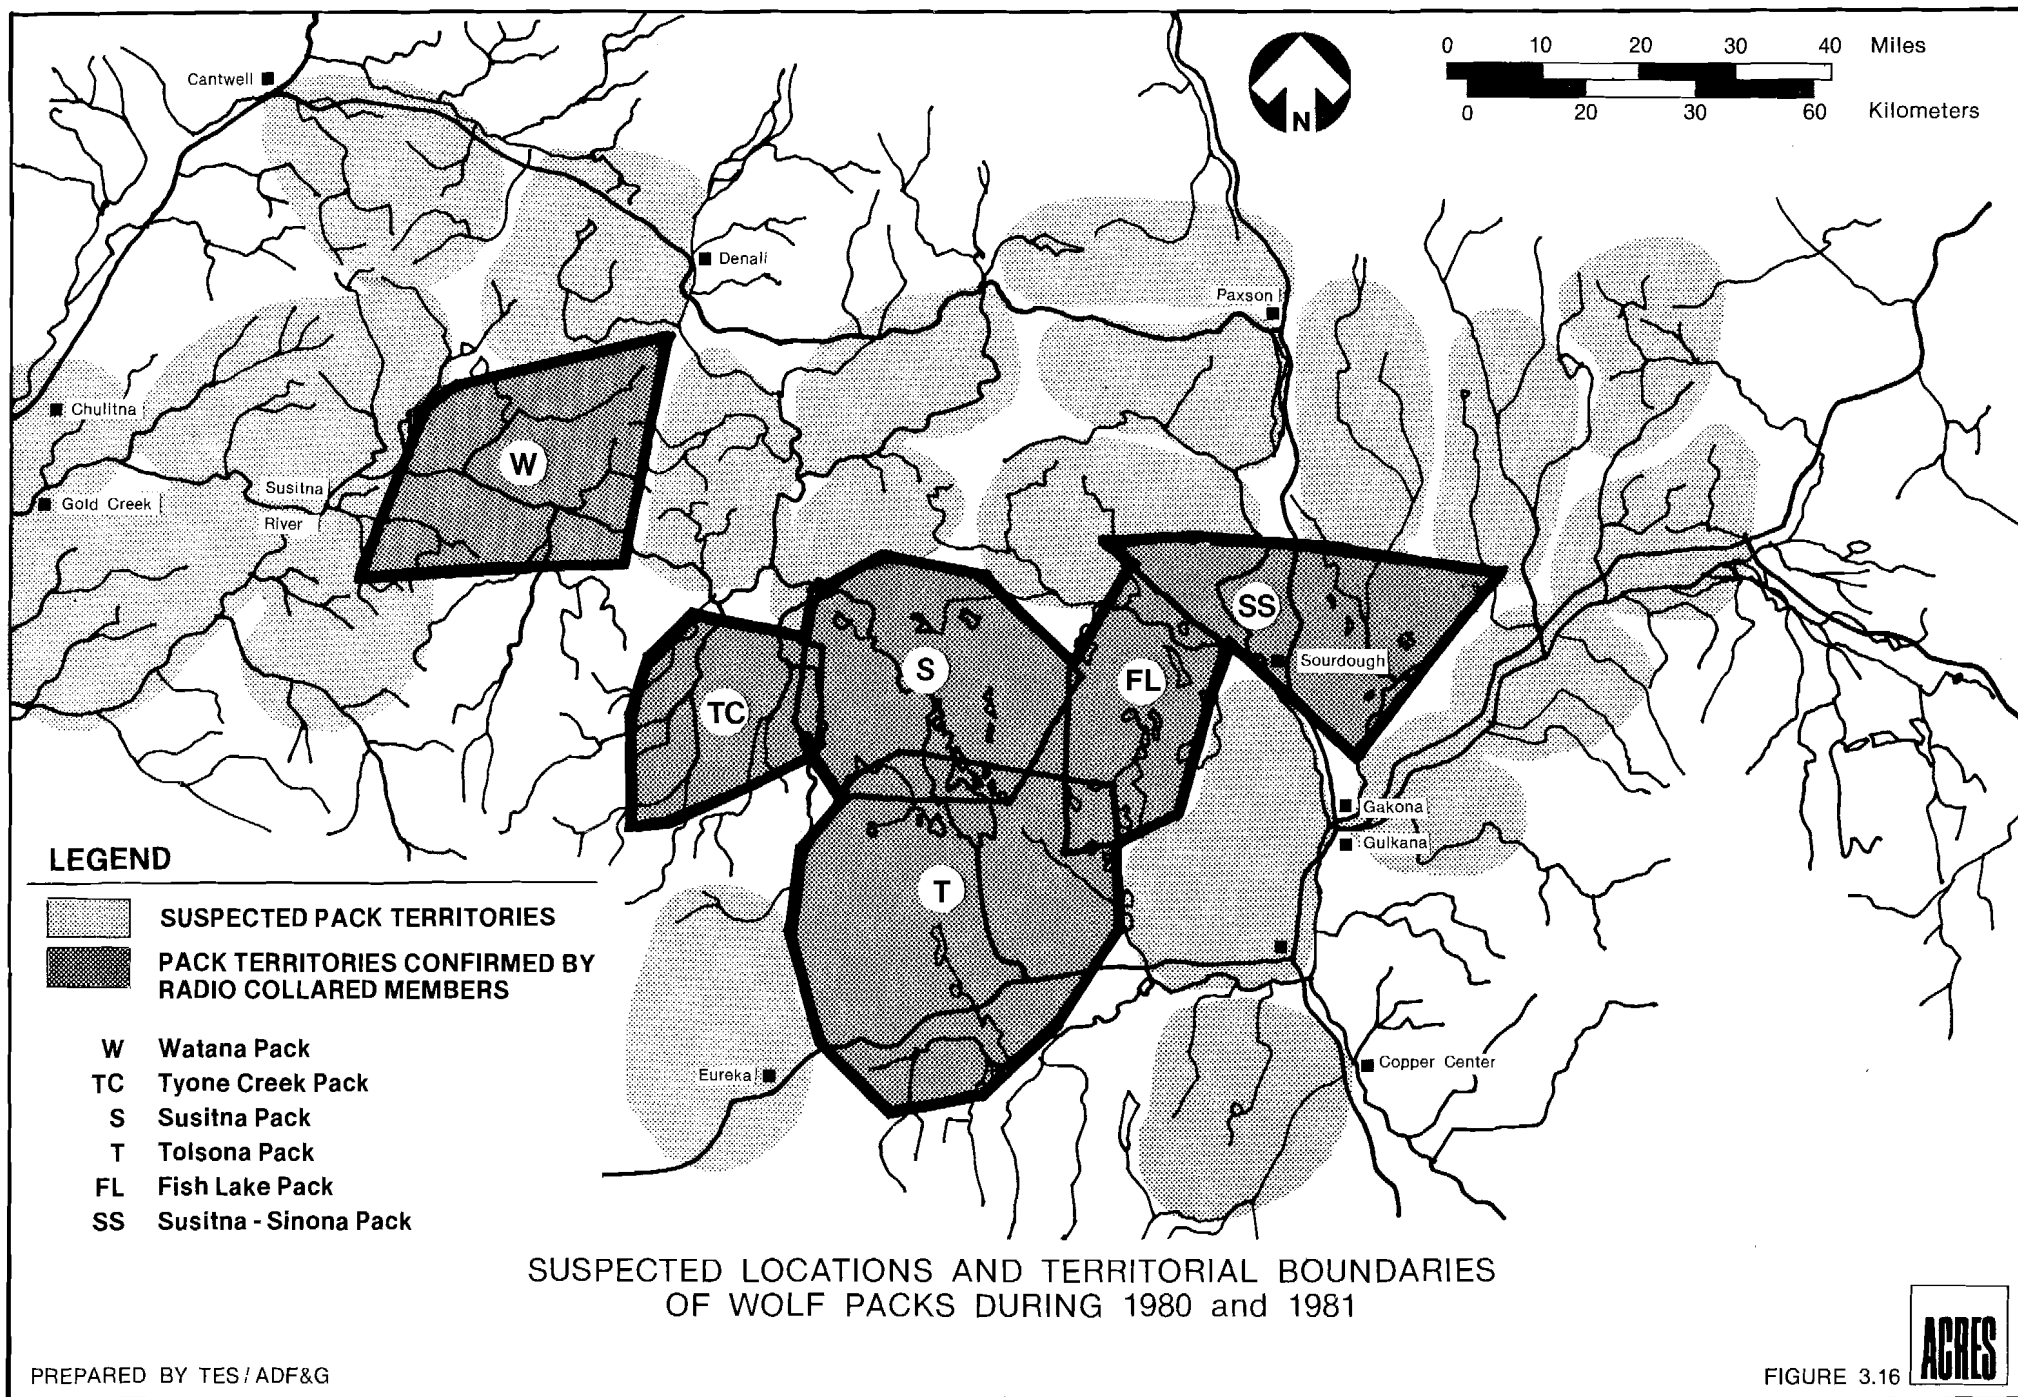 0 10 20 30 40 Miles
0 20 30 60 Kilometers
N
Cantwell
Denali
Paxson
Chulitna
Gold Creek
Susitna
River
W
SS
Sourdough
S
FL
TC
Gakona
Gulkana
T
Eureka
Copper Center
LEGEND
SUSPECTED PACK TERRITORIES
PACK TERRITORIES CONFIRMED BY
RADIO COLLARED MEMBERS
W Watana Pack
TC Tyone Creek Pack
S Susitna Pack
T Tolsona Pack
FL Fish Lake Pack
SS Susitna - Sinona Pack
SUSPECTED LOCATIONS AND TERRITORIAL BOUNDARIES
OF WOLF PACKS DURING 1980 and 1981
PREPARED BY TES/ADF&G
FIGURE 3.16
ACRES